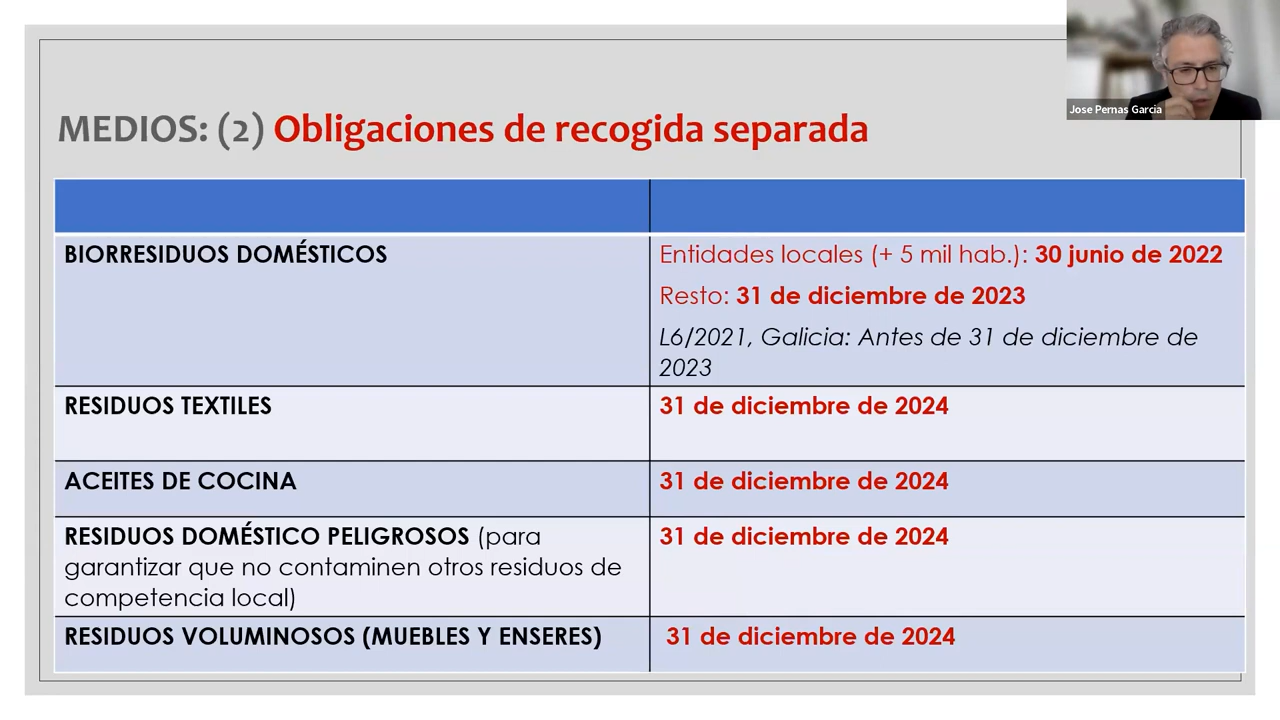 Jose Pernas Garcia
MEDIOS: (2) Obligaciones de recogida separada
BIORRESIDUOS DOMÉSTICOS
Entidades locales (+ 5 mil hab.): 30 junio de 2022
Resto: 31 de diciembre de 2023
L6/2021, Galicia: Antes de 31 de diciembre de
2023
RESIDUOS TEXTILES
31 de diciembre de 2024
ACEITES DE COCINA
31 de diciembre de 2024
RESIDUOS DOMÉSTICO PELIGROSOS (para
garantizar que no contaminen otros residuos de
competencia local)
31 de diciembre de 2024
RESIDUOS VOLUMINOSOS (MUEBLES Y ENSERES)
31 de diciembre de 2024